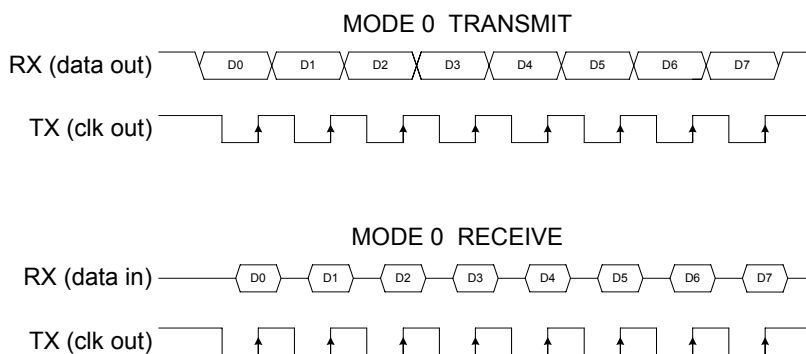 MODE 0 TRANSMIT
RX (data out) D0 D1 D2 D3 D4 D5 D6 D7
TX (clk out)
MODE 0 RECEIVE
RX (data in) D0 D1 D2 D3 D4 D5 D6 D7
TX (clk out)